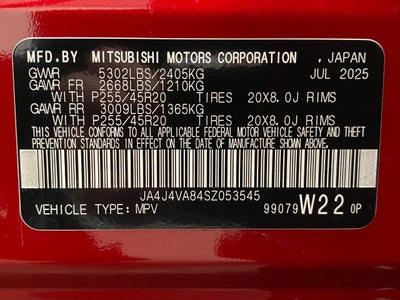 MFD.BY MITSUBISHI MOTORS CORPORATION , JAPAN
GVWR 5302LBS/2405KG JUL 2025
GAWR FR 2668LBS/1210KG
WITH P255/45R20 TIRES 20X8.0J RIMS
GAWR RR 3009LBS/1365KG
WITH P255/45R20 TIRES 20X8.0J RIMS
THIS VEHICLE CONFORMS TO ALL APPLICABLE FEDERAL MOTOR VEHICLE SAFETY AND THEFT
PREVENTION STANDARDS IN EFFECT ON THE DATE OF MANUFACTURE SHOWN ABOVE.
JA4J4VA84SZ053545
VEHICLE TYPE: MPV 99079 W22 0P